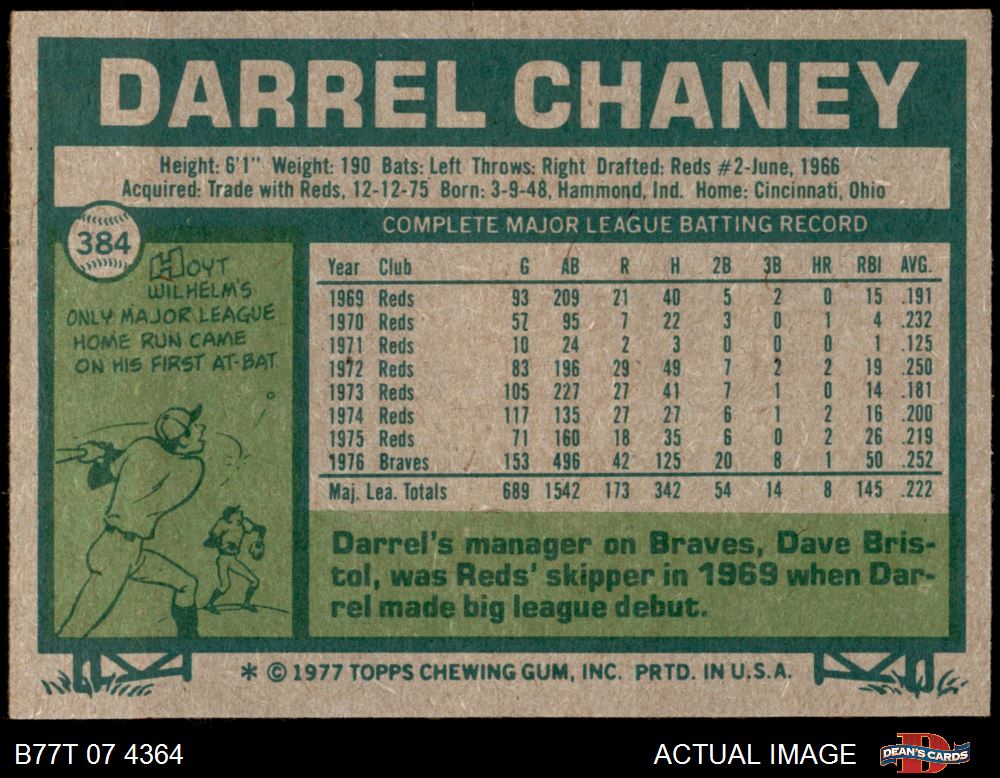 DARREL CHANEY
Height: 6'1" Weight: 190 Bats: Left Throws: Right Drafted: Reds #2-June, 1966
Acquired: Trade with Reds, 12-12-75 Born: 3-9-48, Hammond, Ind. Home: Cincinnati, Ohio
384
COMPLETE MAJOR LEAGUE BATTING RECORD
HOYT
WILHELM'S
ONLY MAJOR LEAGUE
HOME RUN CAME
ON HIS FIRST AT-BAT
Year Club G AB R H 2B 3B HR RBI AVG.
1969 Reds 93 209 21 40 5 2 0 15 .191
1970 Reds 57 95 7 22 3 0 1 4 .232
1971 Reds 10 24 2 3 0 0 0 1 .125
1972 Reds 83 196 29 49 7 2 2 19 .250
1973 Reds 105 227 27 41 7 1 0 14 .181
1974 Reds 117 135 27 27 6 1 2 16 .200
1975 Reds 71 160 18 35 6 0 2 26 .219
1976 Braves 153 496 42 125 20 8 1 50 .252
Maj. Lea. Totals 689 1542 173 342 54 14 8 145 .222
Darrel's manager on Braves, Dave Bris-
tol, was Reds' skipper in 1969 when Dar-
rel made big league debut.
* © 1977 TOPPS CHEWING GUM, INC. PRTD. IN U.S.A.
B77T 07 4364
ACTUAL IMAGE
DEAN'S CARDS